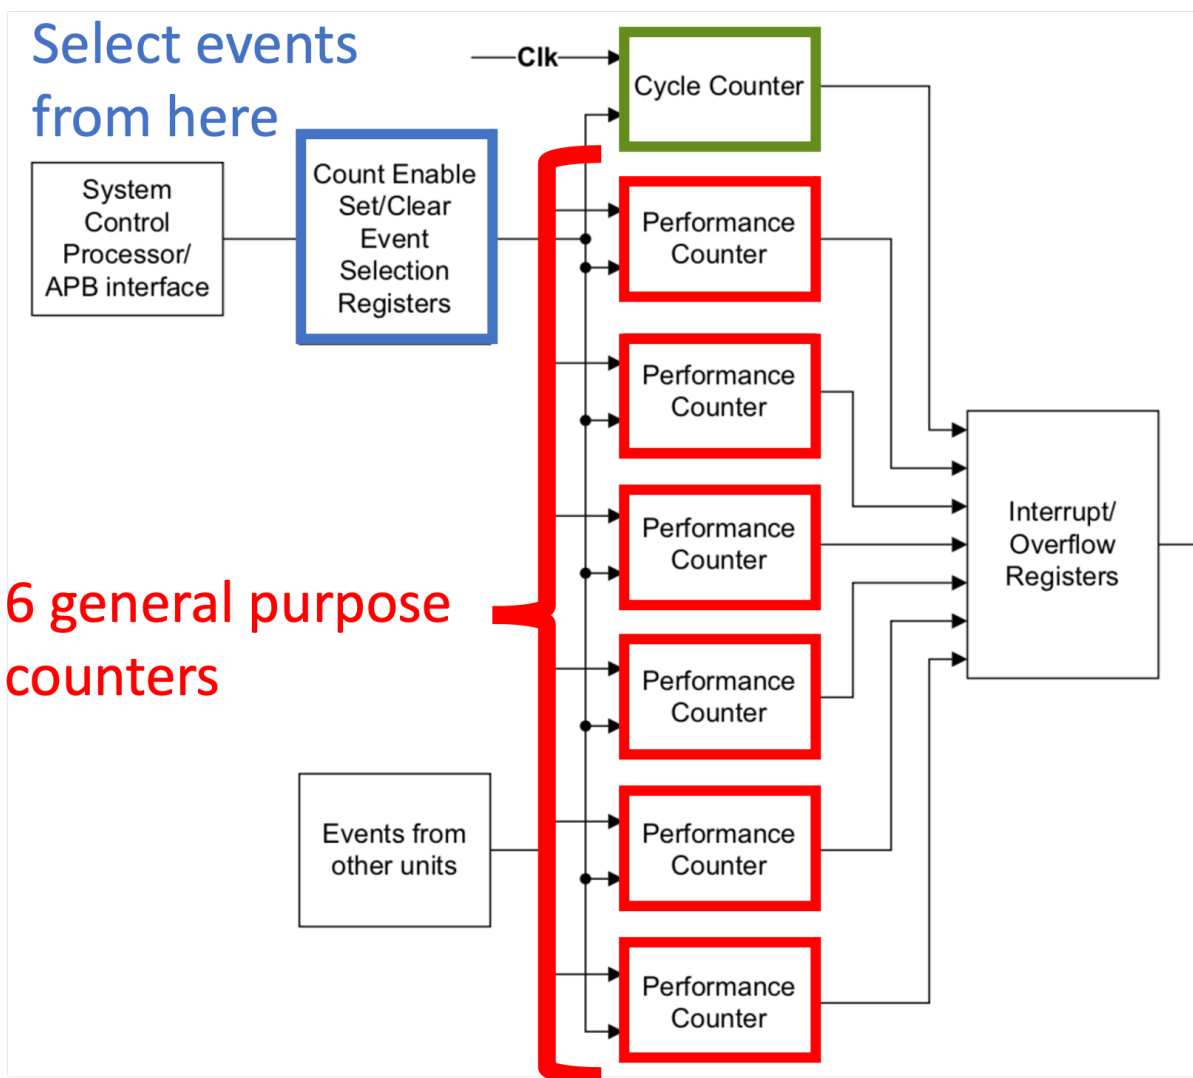 Select events
from here
Clk
Cycle Counter
System
Control
Processor/
APB interface
Count Enable
Set/Clear
Event
Selection
Registers
Performance
Counter
Performance
Counter
Performance
Counter
Interrupt/
Overflow
Registers
6 general purpose
counters
Performance
Counter
Events from
other units
Performance
Counter
Performance
Counter